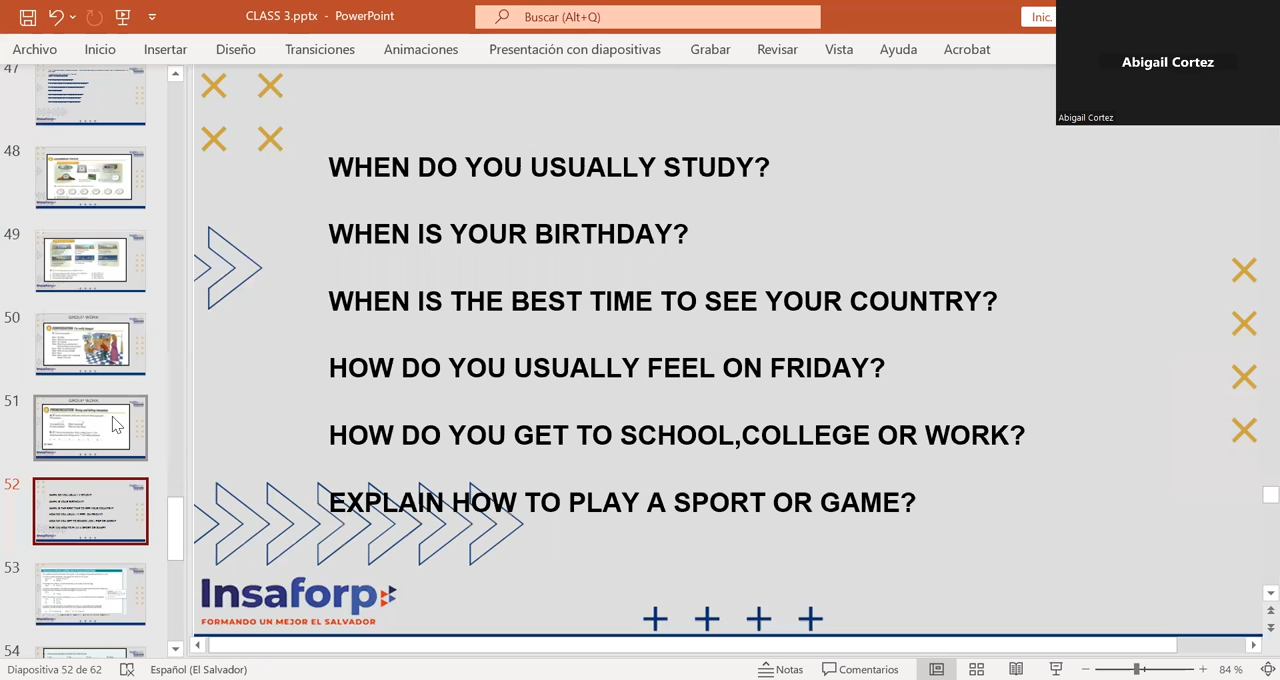 CLASS 3.pptx - PowerPoint
Buscar (Alt+Q)
Inic.
Archivo Inicio Insertar Diseño Transiciones Animaciones Presentación con diapositivas Grabar Revisar Vista Ayuda Acrobat
Abigail Cortez
Abigail Cortez
47
48
49
50
GROUP WORK
51
GROUP WORK
52
53
54
WHEN DO YOU USUALLY STUDY?
WHEN IS YOUR BIRTHDAY?
WHEN IS THE BEST TIME TO SEE YOUR COUNTRY?
HOW DO YOU USUALLY FEEL ON FRIDAY?
HOW DO YOU GET TO SCHOOL,COLLEGE OR WORK?
EXPLAIN HOW TO PLAY A SPORT OR GAME?
Insaforp
FORMANDO UN MEJOR EL SALVADOR
Diapositiva 52 de 62 Español (El Salvador) Notas Comentarios 84 %